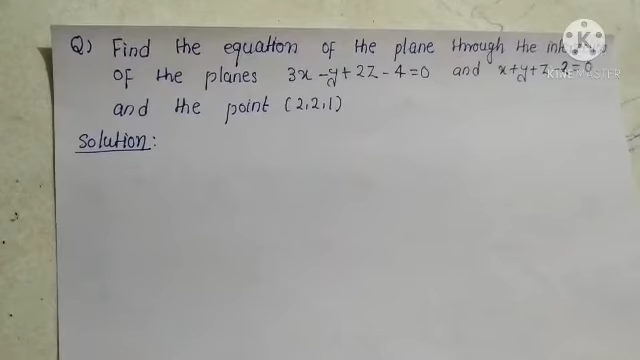 Q) Find the equation of the plane through the
of the planes 3x - y + 2z - 4 = 0 and x+y+z-2=0
and the point (2,2,1)
Solution:
K
KINEMASTER